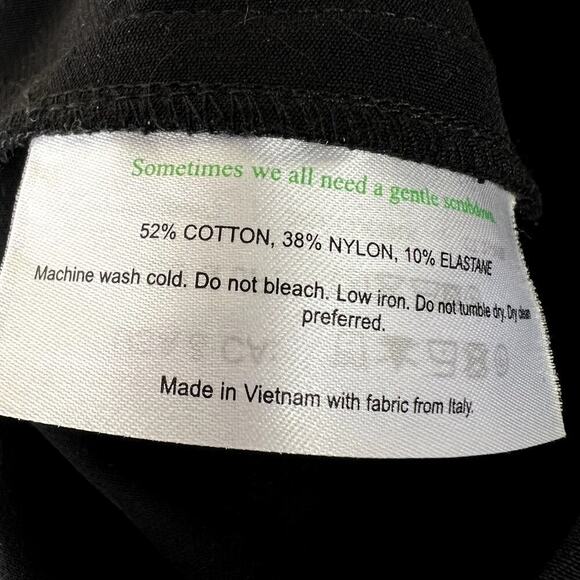 Sometimes we all need a gentle scrubdown.
52% COTTON, 38% NYLON, 10% ELASTANE
Machine wash cold. Do not bleach. Low iron. Do not tumble dry. Dry clean
preferred.
Made in Vietnam with fabric from Italy.